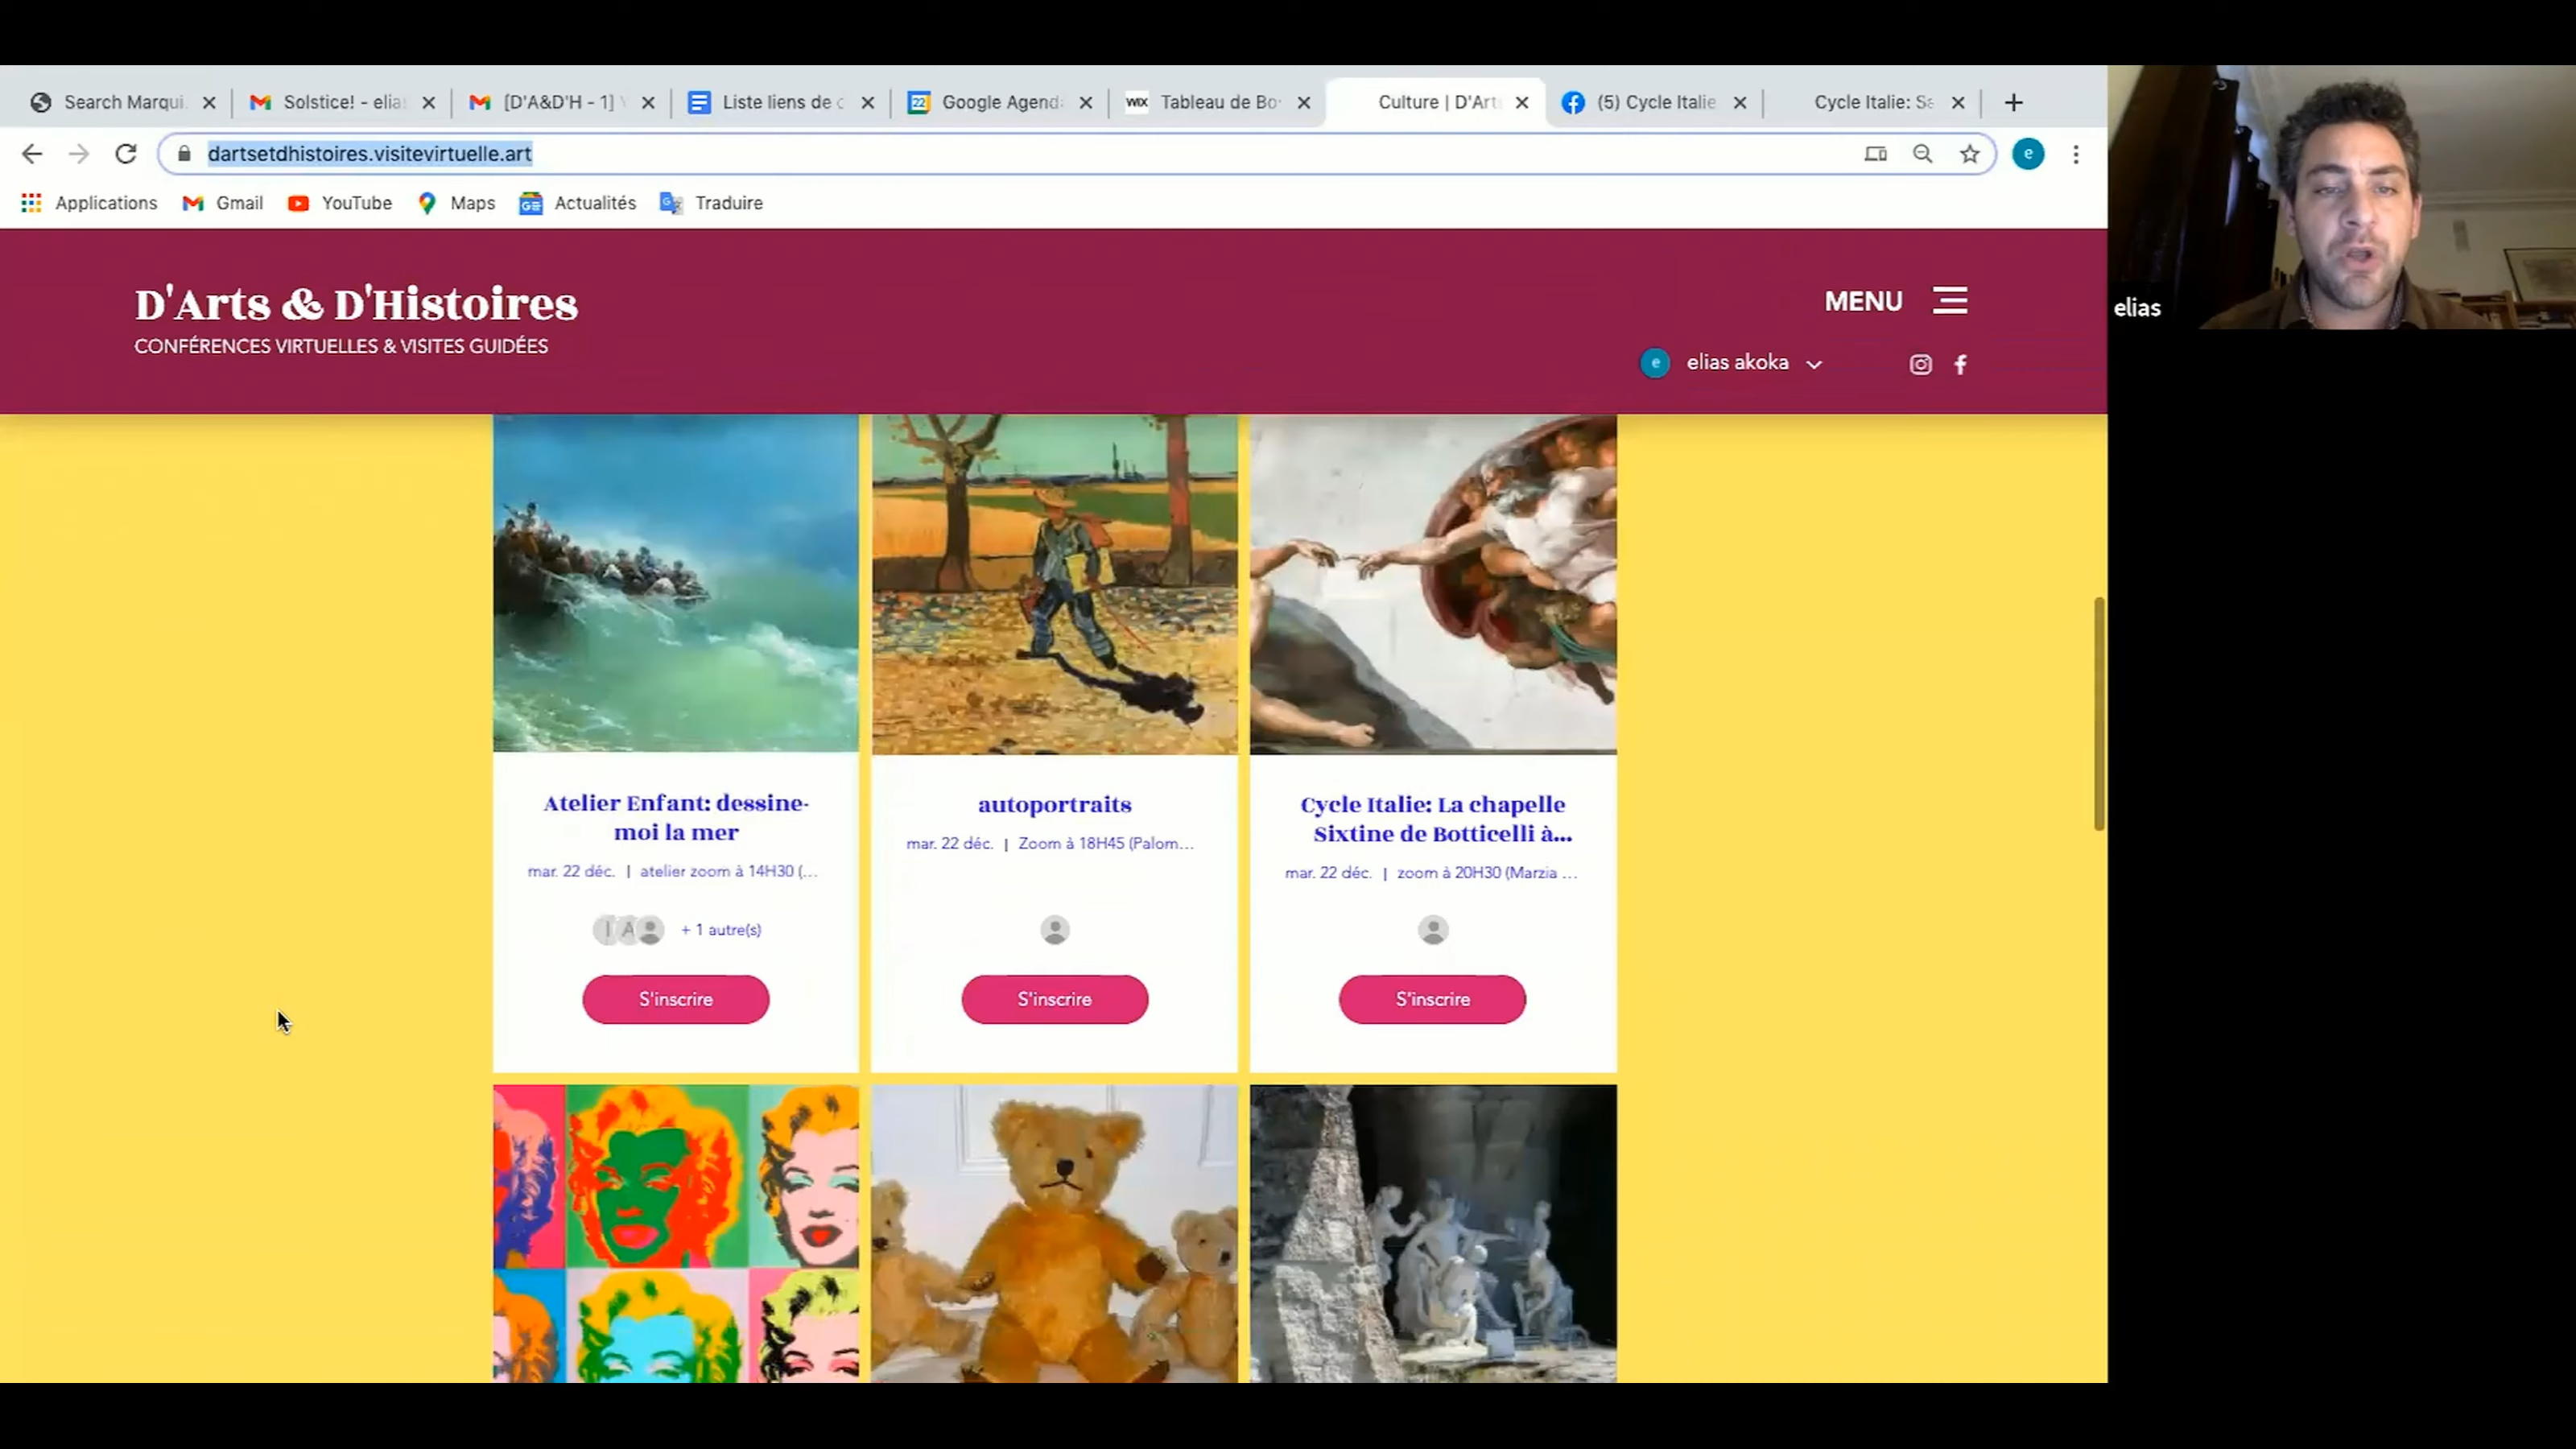 Search Marqui
Solstice! - elia
[D'A&D'H - 1]
Liste liens de c
Google Agend
WIX
Tableau de Bo
Culture | D'Art
(5) Cycle Italie
Cycle Italie: Sa
dartsetdhistoires.visitevirtuelle.art
e
Applications
Gmail
YouTube
Maps
Actualités
Traduire
D'Arts & D'Histoires
CONFÉRENCES VIRTUELLES & VISITES GUIDÉES
MENU
e
elias akoka
elias
Atelier Enfant: dessine-
moi la mer
mar. 22 déc. | atelier zoom à 14H30 (...
I A + 1 autre(s)
S'inscrire
autoportraits
mar. 22 déc. | Zoom à 18H45 (Palom...
S'inscrire
Cycle Italie: La chapelle
Sixtine de Botticelli à...
mar. 22 déc. | zoom à 20H30 (Marzia ...
S'inscrire